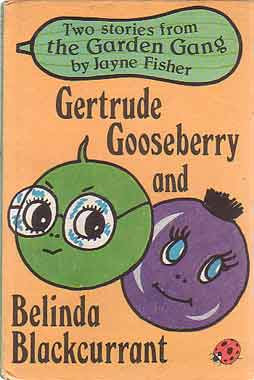 Two stories from
the Garden Gang
by Jayne Fisher
Gertrude
Gooseberry
and
Belinda
Blackcurrant